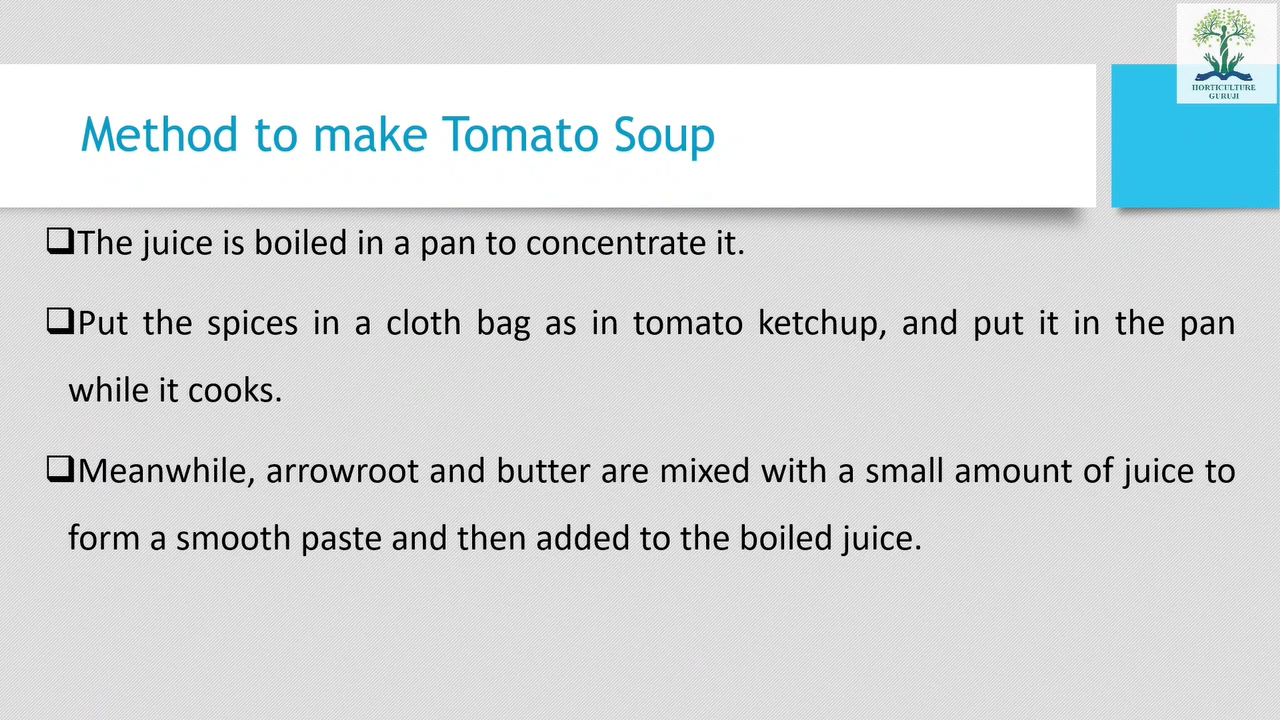 HORTICULTURE
GURUJI
Method to make Tomato Soup
❑The juice is boiled in a pan to concentrate it.
❑Put the spices in a cloth bag as in tomato ketchup, and put it in the pan
while it cooks.
❑Meanwhile, arrowroot and butter are mixed with a small amount of juice to
form a smooth paste and then added to the boiled juice.